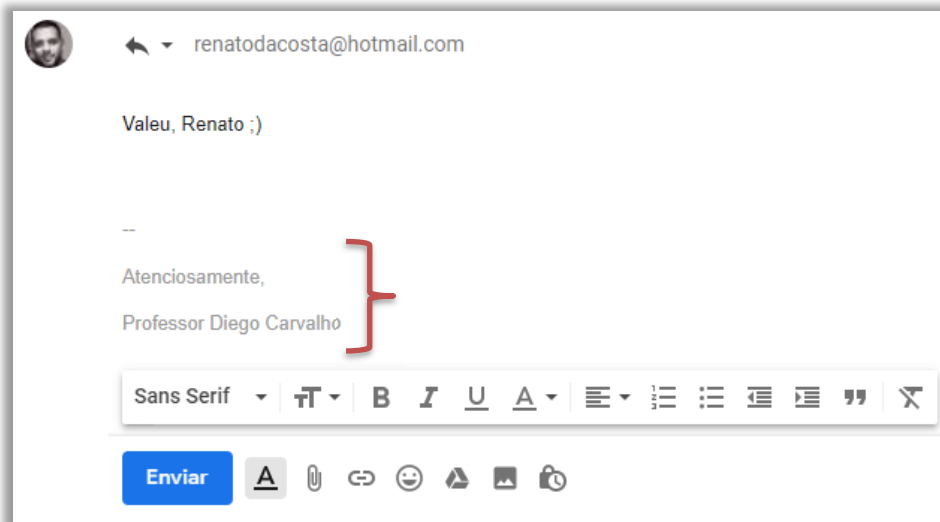 renatodacosta@hotmail.com
Valeu, Renato ;)
--
Atenciosamente,
Professor Diego Carvalho
Sans Serif
Enviar